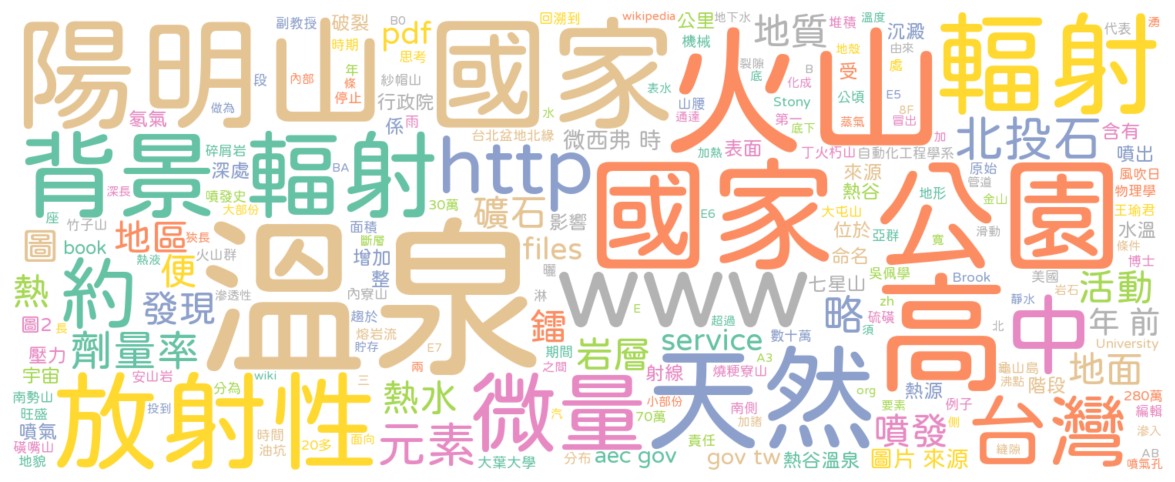 陽明山
國家
火山
輻射
背景
輻射
http
國家
公園
溫泉
www
高
中
放射性
微量
天然
台灣
約
副教授
破裂
B0
回溯到
wikipedia
公里
地下水
堆積
溫度
湧
時期
pdf
思考
機械
地質
地殼
沉澱
由來
代表
段
內部
年
條
停止
紗帽山
裂隙
底
受
化成
處
做為
行政院
表水
山腰
B
公頃
E5
氡氣
係
雨
水
通達
Stony
第一
底下
蒸氣
8F
冒出
加
台北盆地北緣
微西弗 時
表面
丁火朽山
自動化工程學系
北投石
含有
碎屑岩
深處
BA
加熱
來源
原始
噴出
風吹日
深長
噴發史
30萬
礦石
影響
熱谷
管道
物理學
大部份
座
竹子山
面積
E6
大屯山
地形
金山
王瑜君
圖
地區
狹長
斷層
files
位於
亞群
寬
滑動
水溫
book
熱液
火山群
增加
曬
命名
條件
便
整
吳佩學
博士
熱
滲透性
內寮山
七星山
Brook
美國
岩石
發現
淋
E
略
zh
靜水
活動
圖2
長
趨於
熔岩流
鐳
超過
硫磺
北
年 前
劑量率
貯存
E7
期間
岩層
service
數十萬
須
University
壓力
兩
之間
A3
龜山島
地面
宇宙
安山岩
射線
燒粳寮山
沸點
階段
wiki
分為
三
熱水
汽
小部份
org
熱源
280萬
南勢山
旺盛
投到
70萬
南側
要素
例子
編輯
噴氣
時間
20多
面向
元素
加諸
責任
噴發
側
滲入
磺嘴山
油坑
地貌
大葉大學
分布
aec gov
gov tw
熱谷溫泉
圖片 來源
縫隙
AB
噴氣孔